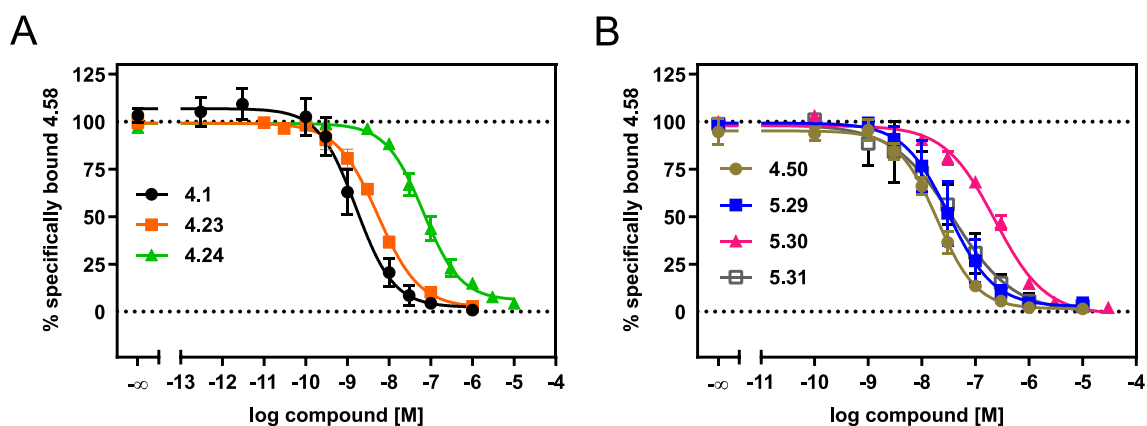 A
% specifically bound 4.58
125
100
75
50
25
0
4.1
4.23
4.24
-∞ -13 -12 -11 -10 -9 -8 -7 -6 -5 -4
log compound [M]
B
% specifically bound 4.58
125
100
75
50
25
0
4.50
5.29
5.30
5.31
-∞ -11 -10 -9 -8 -7 -6 -5 -4
log compound [M]